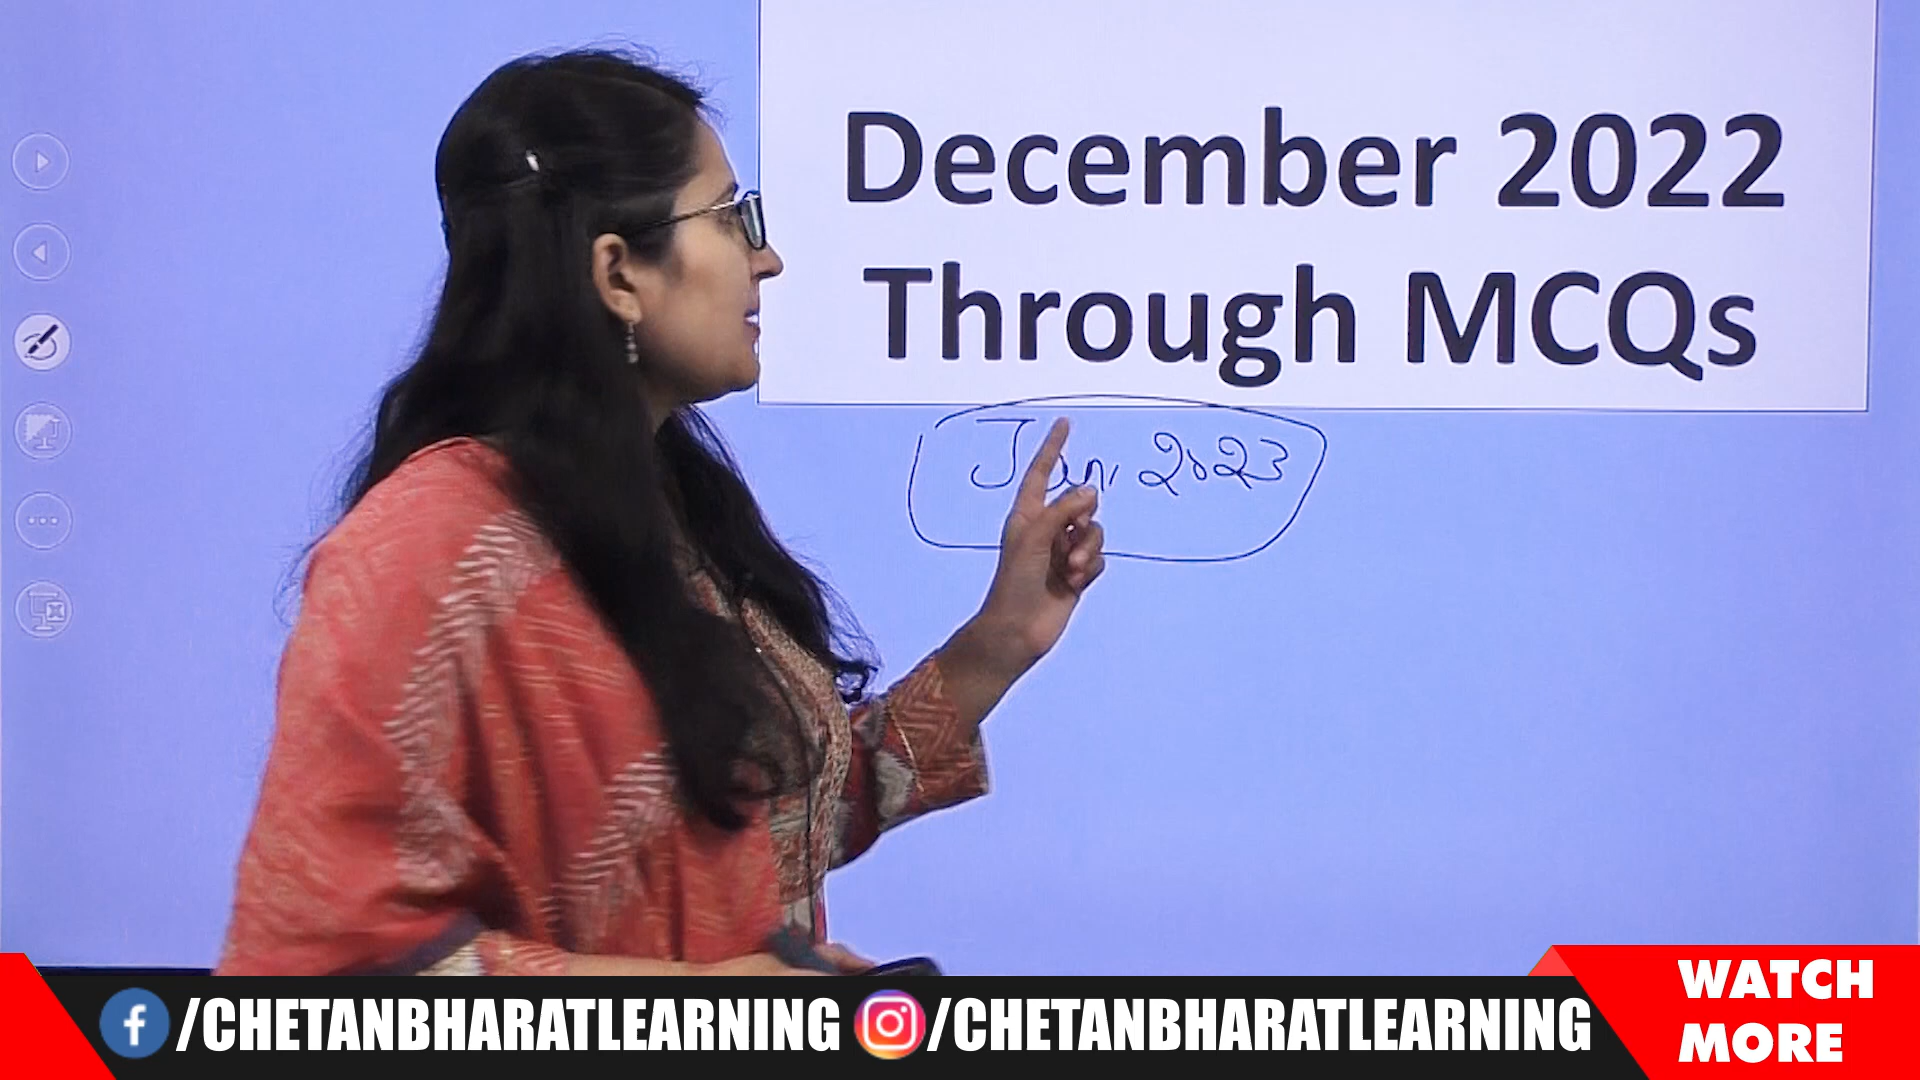 December 2022
Through MCQs
Jan, 2023
/CHETANBHARATLEARNING
/CHETANBHARATLEARNING
WATCH
MORE